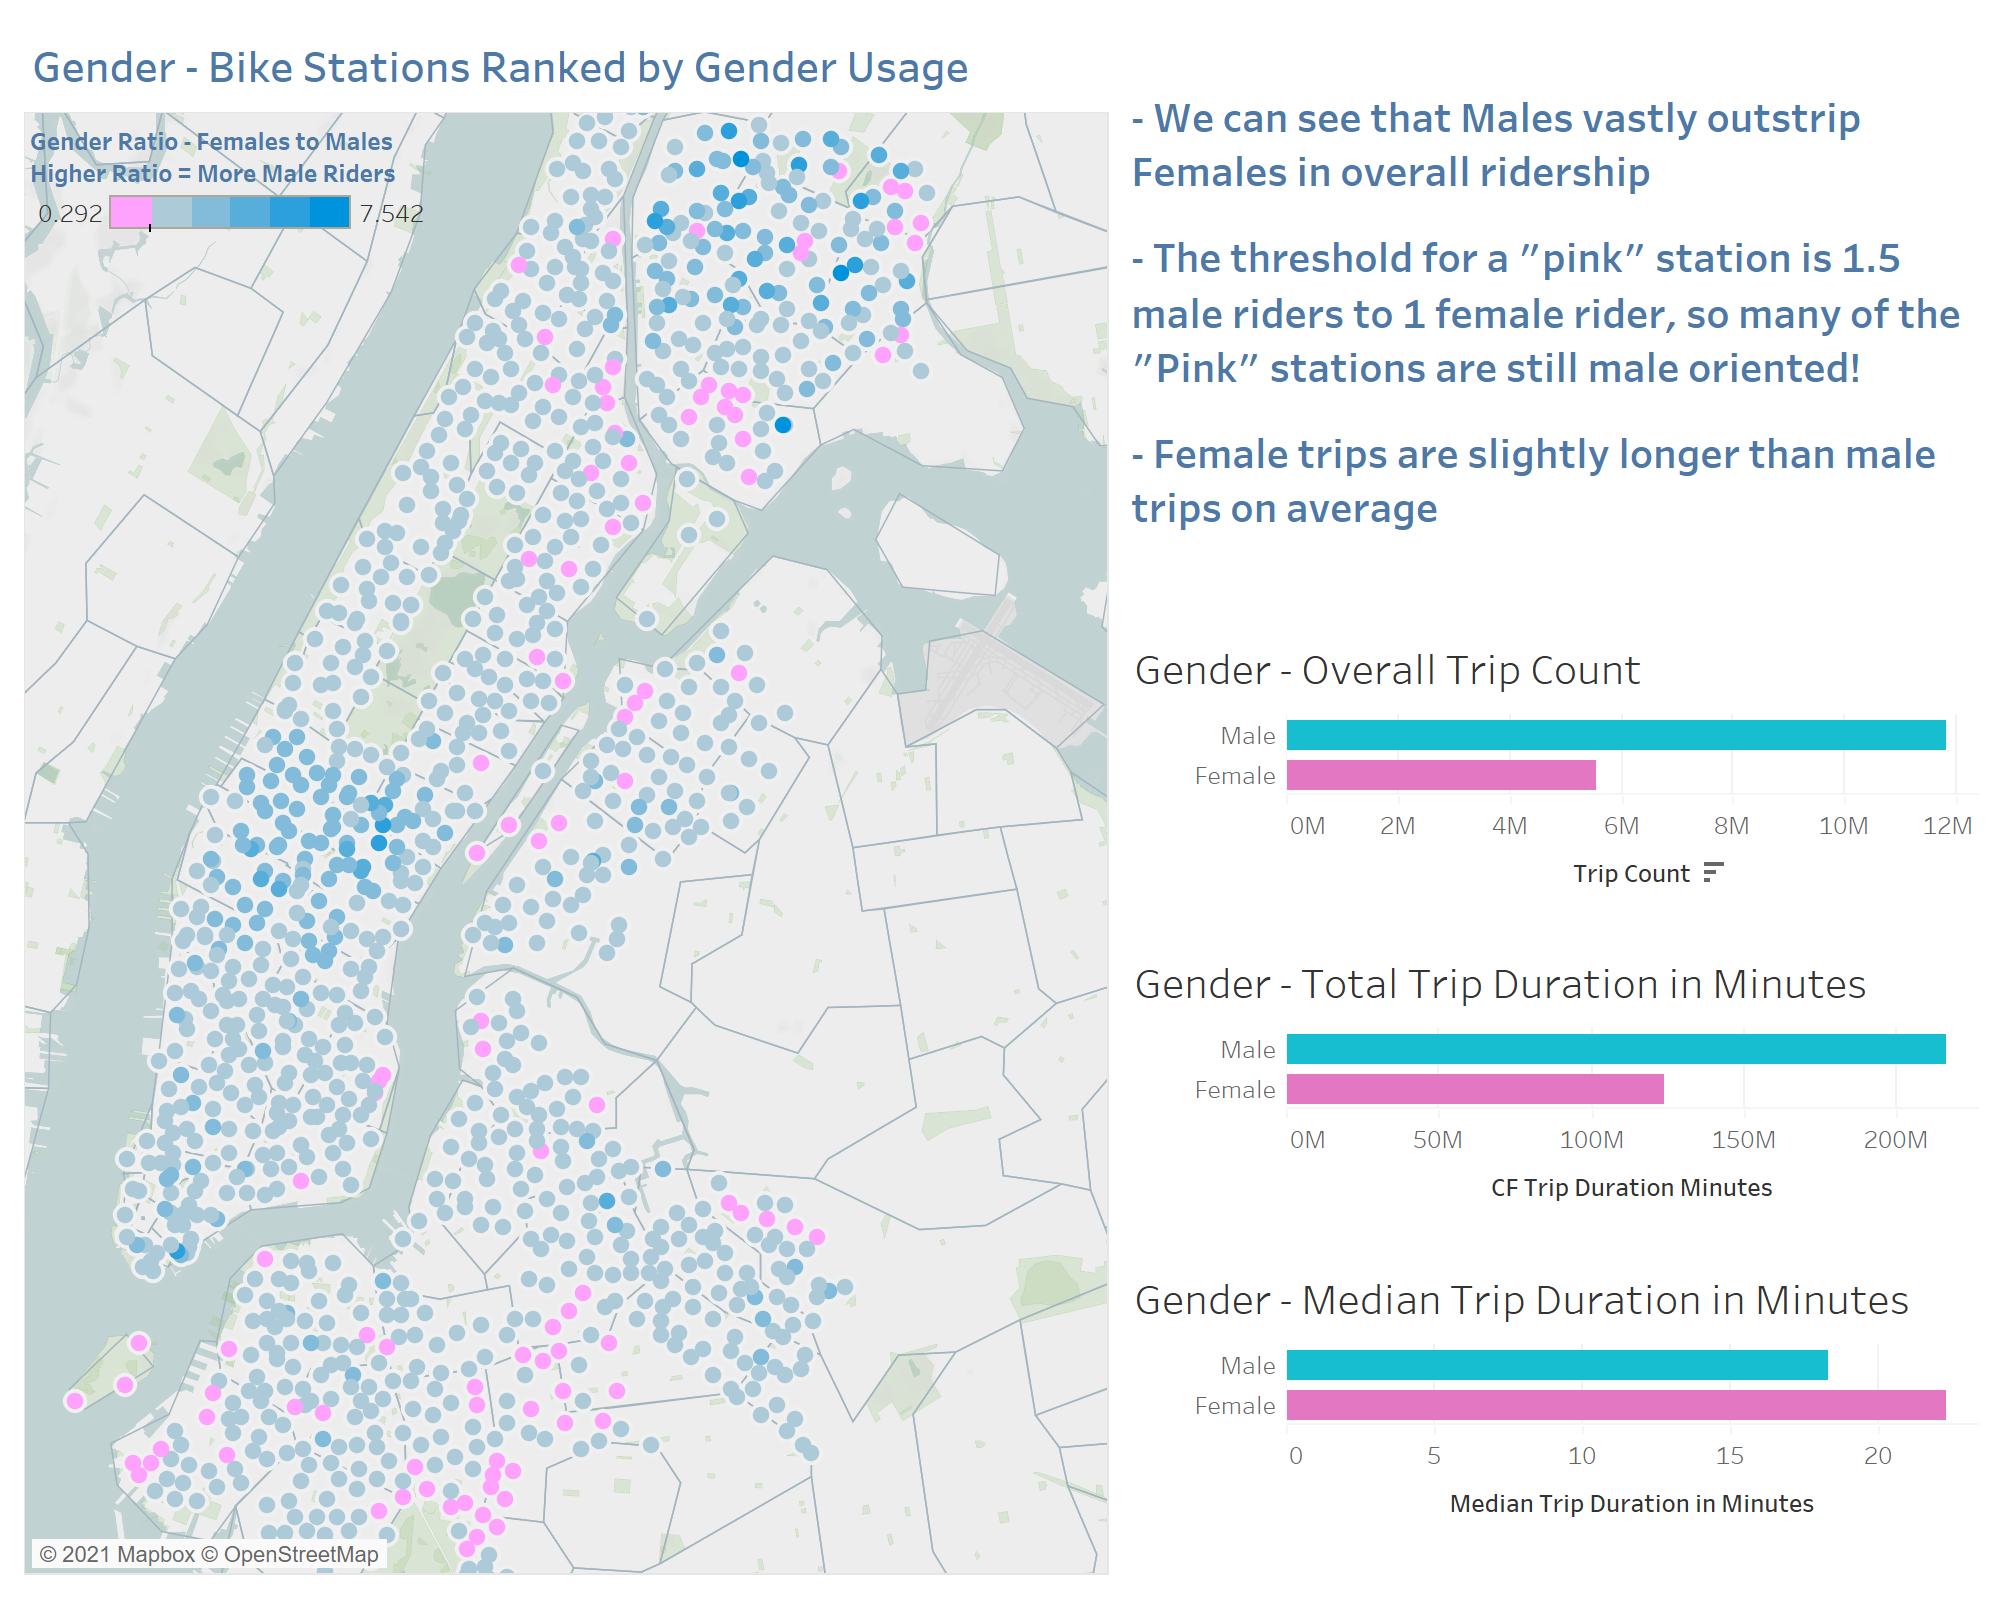 Gender - Bike Stations Ranked by Gender Usage
Gender Ratio - Females to Males
Higher Ratio = More Male Riders
0.292 7.542
© 2021 Mapbox © OpenStreetMap
- We can see that Males vastly outstrip
Females in overall ridership
- The threshold for a "pink" station is 1.5
male riders to 1 female rider, so many of the
"Pink" stations are still male oriented!
- Female trips are slightly longer than male
trips on average
Gender - Overall Trip Count
Male
Female
0M 2M 4M 6M 8M 10M 12M
Trip Count
Gender - Total Trip Duration in Minutes
Male
Female
0M 50M 100M 150M 200M
CF Trip Duration Minutes
Gender - Median Trip Duration in Minutes
Male
Female
0 5 10 15 20
Median Trip Duration in Minutes